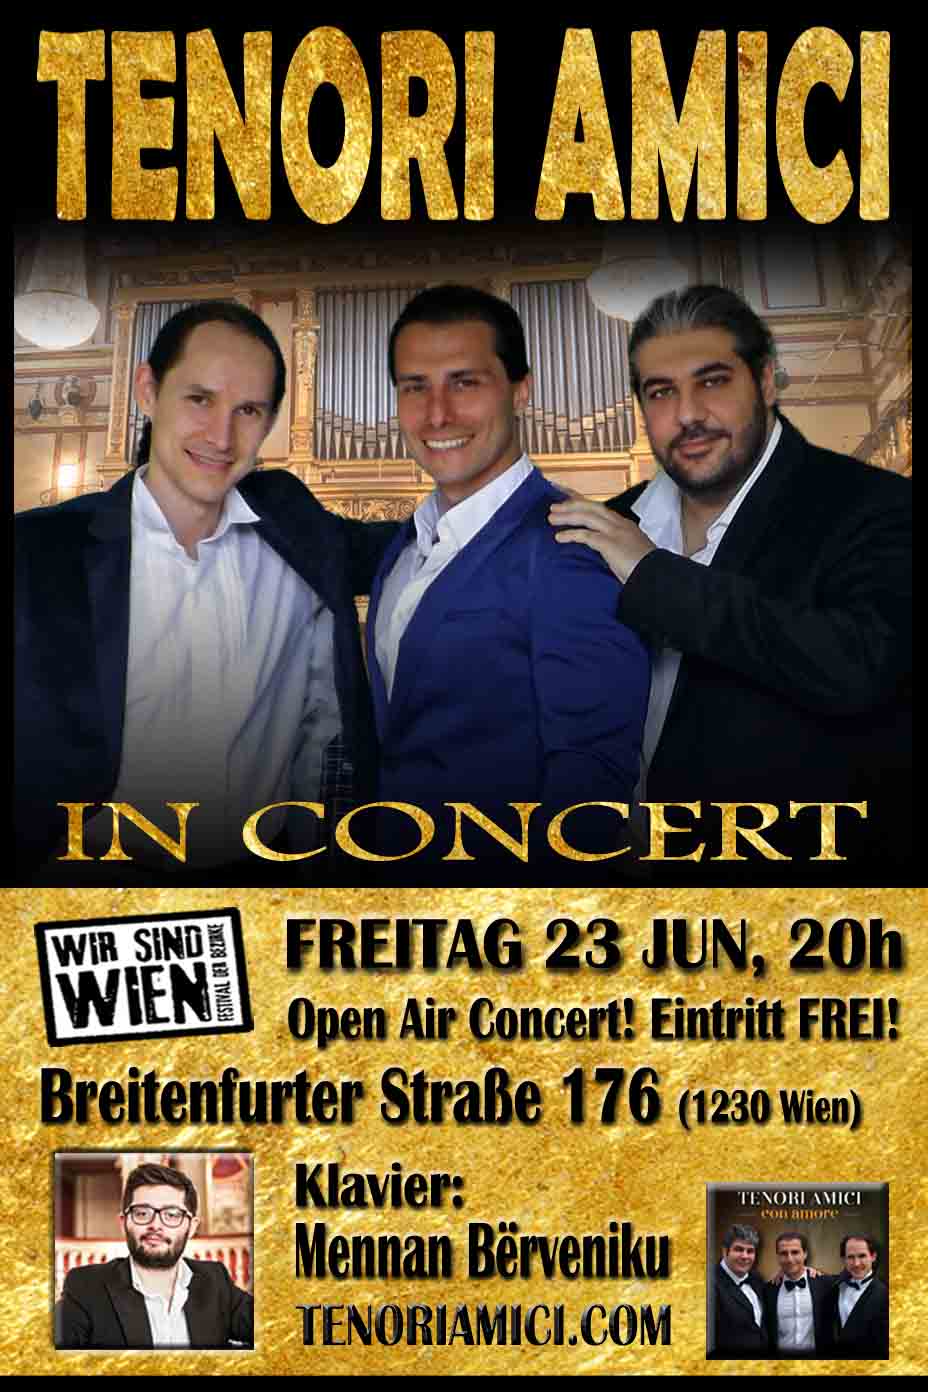 TENORI AMICI
IN CONCERT
WIR SIND
WIEN
FESTIVAL DER BEZIRKE
FREITAG 23 JUN, 20h
Open Air Concert! Eintritt FREI!
Breitenfurter Straße 176 (1230 Wien)
Klavier:
Mennan Bërveniku
TENORIAMICI.COM
TENORI AMICI
con amore